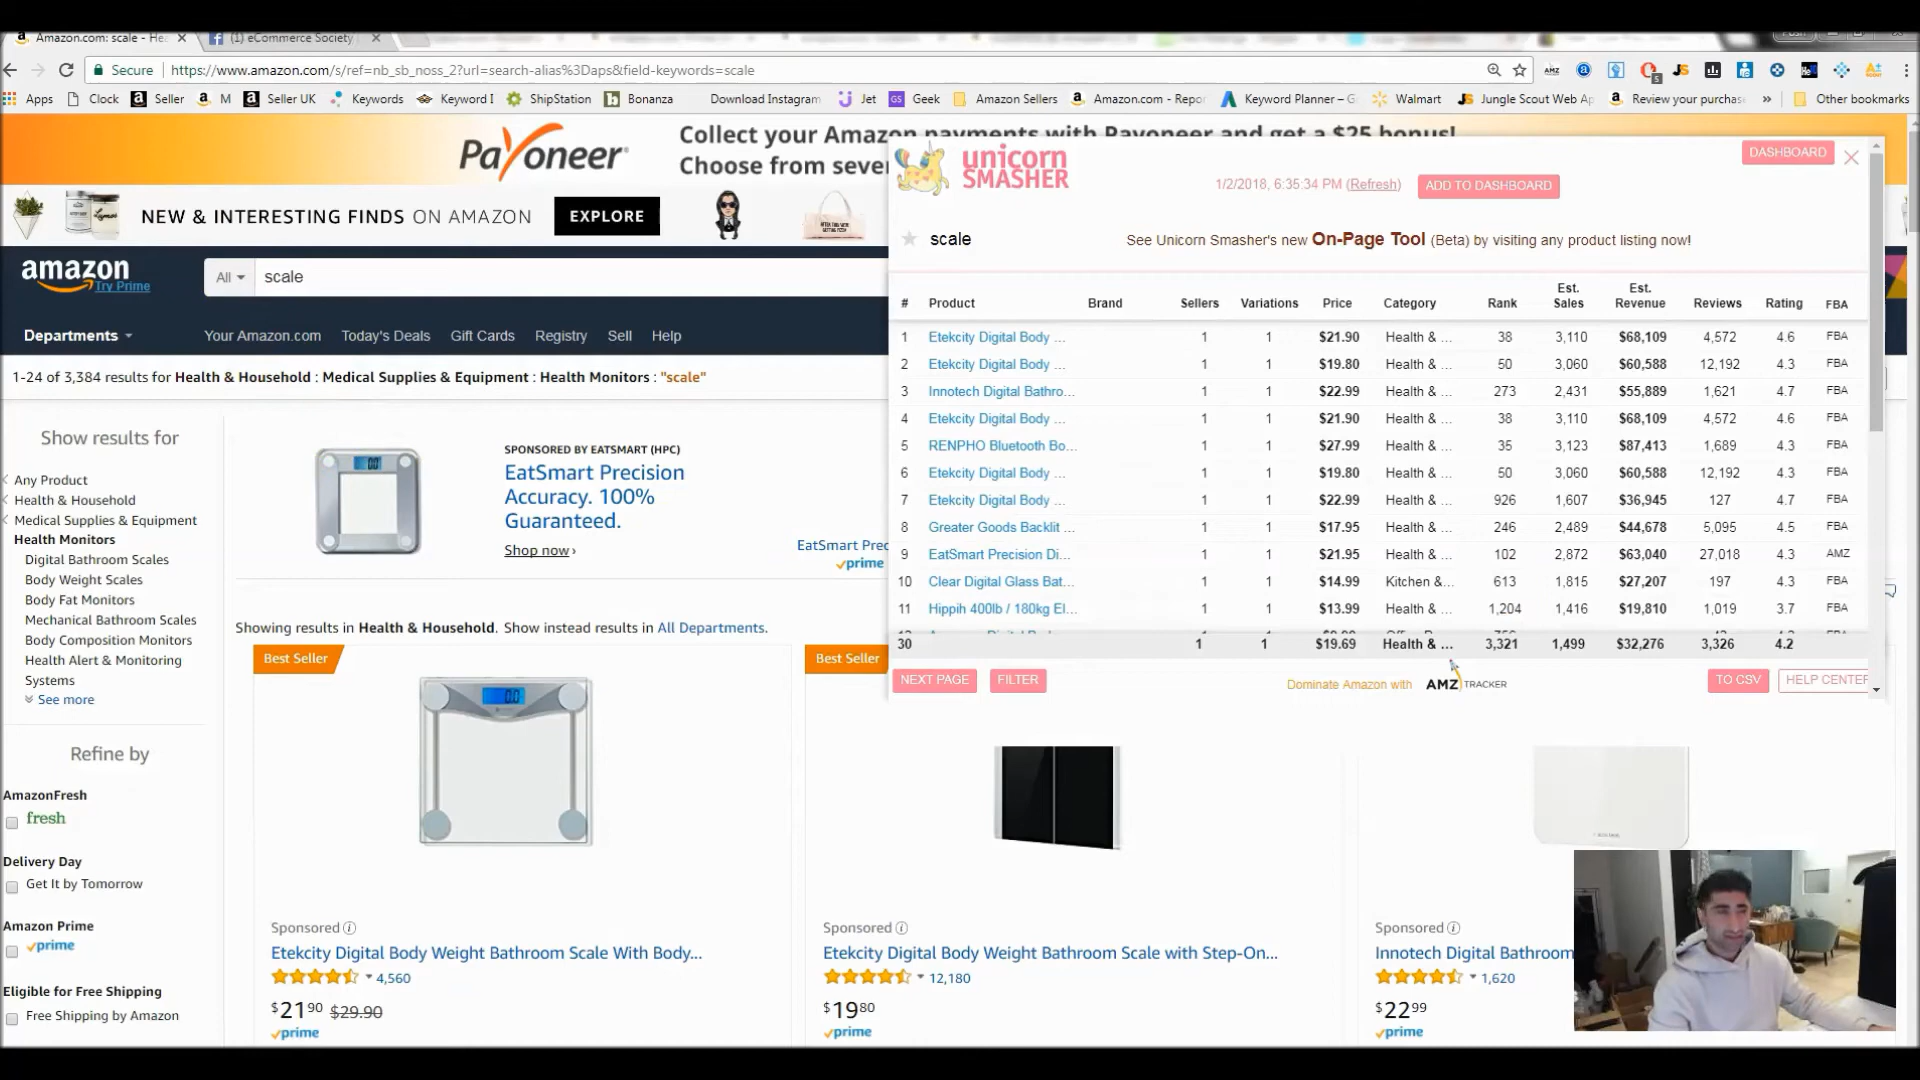 Amazon.com: scale - He
(1) eCommerce Society
Secure https://www.amazon.com/s/ref=nb_sb_noss_2?url=search-alias%3Daps&field-keywords=scale
Apps Clock Seller M Seller UK Keywords Keyword I ShipStation Bonanza Download Instagram Jet Geek Amazon Sellers Amazon.com - Repo Keyword Planner – G Walmart Jungle Scout Web Ap Review your purchas » Other bookmarks
Payoneer
Collect your Amazon payments with Payoneer and get a $25 bonus!
Choose from seve
NEW & INTERESTING FINDS ON AMAZON EXPLORE
amazon
Try Prime
All scale
Departments Your Amazon.com Today's Deals Gift Cards Registry Sell Help
1-24 of 3,384 results for Health & Household : Medical Supplies & Equipment : Health Monitors : "scale"
Show results for
Any Product
Health & Household
Medical Supplies & Equipment
Health Monitors
Digital Bathroom Scales
Body Weight Scales
Body Fat Monitors
Mechanical Bathroom Scales
Body Composition Monitors
Health Alert & Monitoring
Systems
See more
Refine by
AmazonFresh
fresh
Delivery Day
Get It by Tomorrow
Amazon Prime
prime
Eligible for Free Shipping
Free Shipping by Amazon
SPONSORED BY EATSMART (HPC)
EatSmart Precision
Accuracy. 100%
Guaranteed.
Shop now ›
EatSmart Prec
prime
Showing results in Health & Household. Show instead results in All Departments.
Best Seller
Sponsored
Etekcity Digital Body Weight Bathroom Scale With Body...
4,560
$21 90 $29.90
prime
Best Seller
Sponsored
Etekcity Digital Body Weight Bathroom Scale with Step-On...
12,180
$19 80
prime
Sponsored
Innotech Digital Bathroom
1,620
$22 99
prime
unicorn
SMASHER
1/2/2018, 6:35:34 PM (Refresh) ADD TO DASHBOARD
DASHBOARD
scale
See Unicorn Smasher's new On-Page Tool (Beta) by visiting any product listing now!
# Product Brand Sellers Variations Price Category Rank Est. Sales Est. Revenue Reviews Rating FBA
1 Etekcity Digital Body ... 1 1 $21.90 Health & ... 38 3,110 $68,109 4,572 4.6 FBA
2 Etekcity Digital Body ... 1 1 $19.80 Health & ... 50 3,060 $60,588 12,192 4.3 FBA
3 Innotech Digital Bathro... 1 1 $22.99 Health & ... 273 2,431 $55,889 1,621 4.7 FBA
4 Etekcity Digital Body ... 1 1 $21.90 Health & ... 38 3,110 $68,109 4,572 4.6 FBA
5 RENPHO Bluetooth Bo... 1 1 $27.99 Health & ... 35 3,123 $87,413 1,689 4.3 FBA
6 Etekcity Digital Body ... 1 1 $19.80 Health & ... 50 3,060 $60,588 12,192 4.3 FBA
7 Etekcity Digital Body ... 1 1 $22.99 Health & ... 926 1,607 $36,945 127 4.7 FBA
8 Greater Goods Backlit ... 1 1 $17.95 Health & ... 246 2,489 $44,678 5,095 4.5 FBA
9 EatSmart Precision Di... 1 1 $21.95 Health & ... 102 2,872 $63,040 27,018 4.3 AMZ
10 Clear Digital Glass Bat... 1 1 $14.99 Kitchen &... 613 1,815 $27,207 197 4.3 FBA
11 Hippih 400lb / 180kg El... 1 1 $13.99 Health & ... 1,204 1,416 $19,810 1,019 3.7 FBA
30 1 1 $19.69 Health & ... 3,321 1,499 $32,276 3,326 4.2
NEXT PAGE FILTER Dominate Amazon with AMZ TRACKER TO CSV HELP CENTER